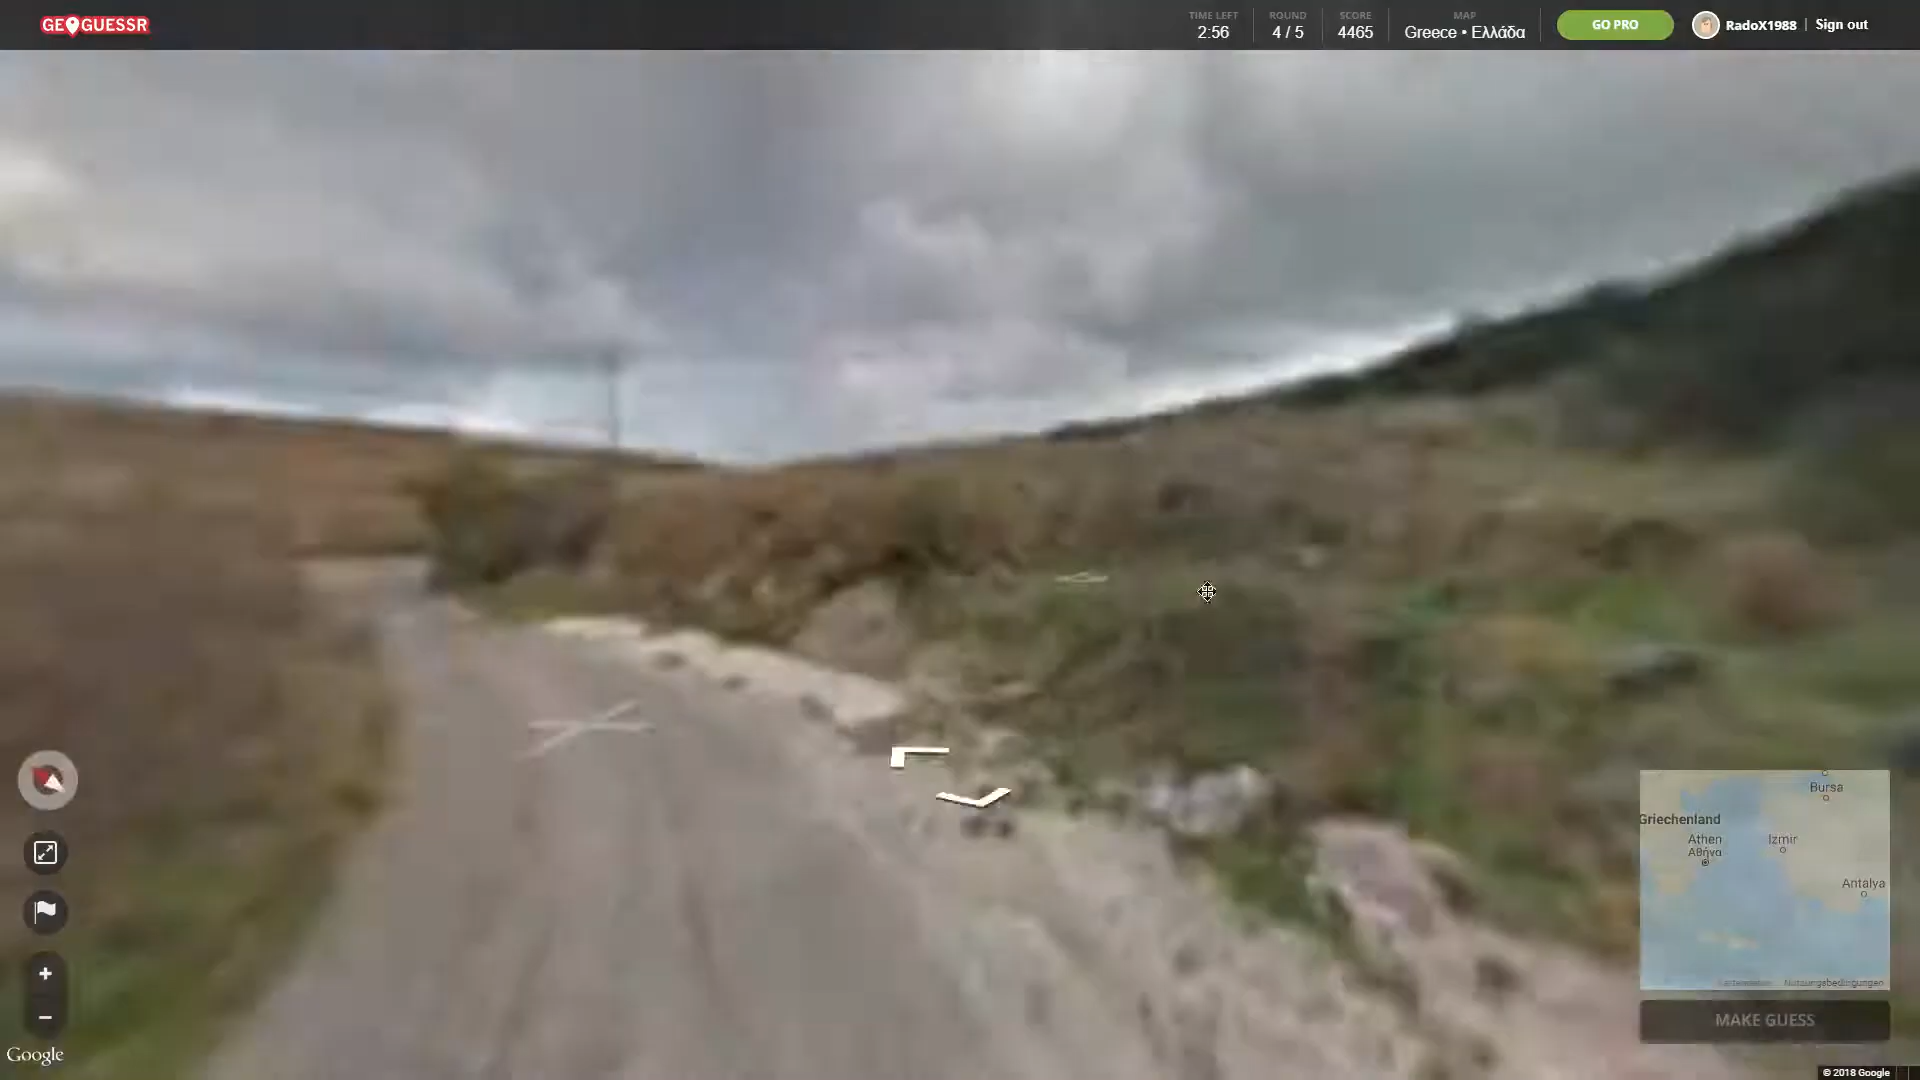 GEOGUESSR
TIME LEFT
2:56
ROUND
4 / 5
SCORE
4465
MAP
Greece • Ελλάδα
GO PRO
RadoX1988
Sign out
Bursa
Griechenland
Athen
Αθήνα
Izmir
Antalya
Nutzungsbedingungen
MAKE GUESS
Google
© 2018 Google